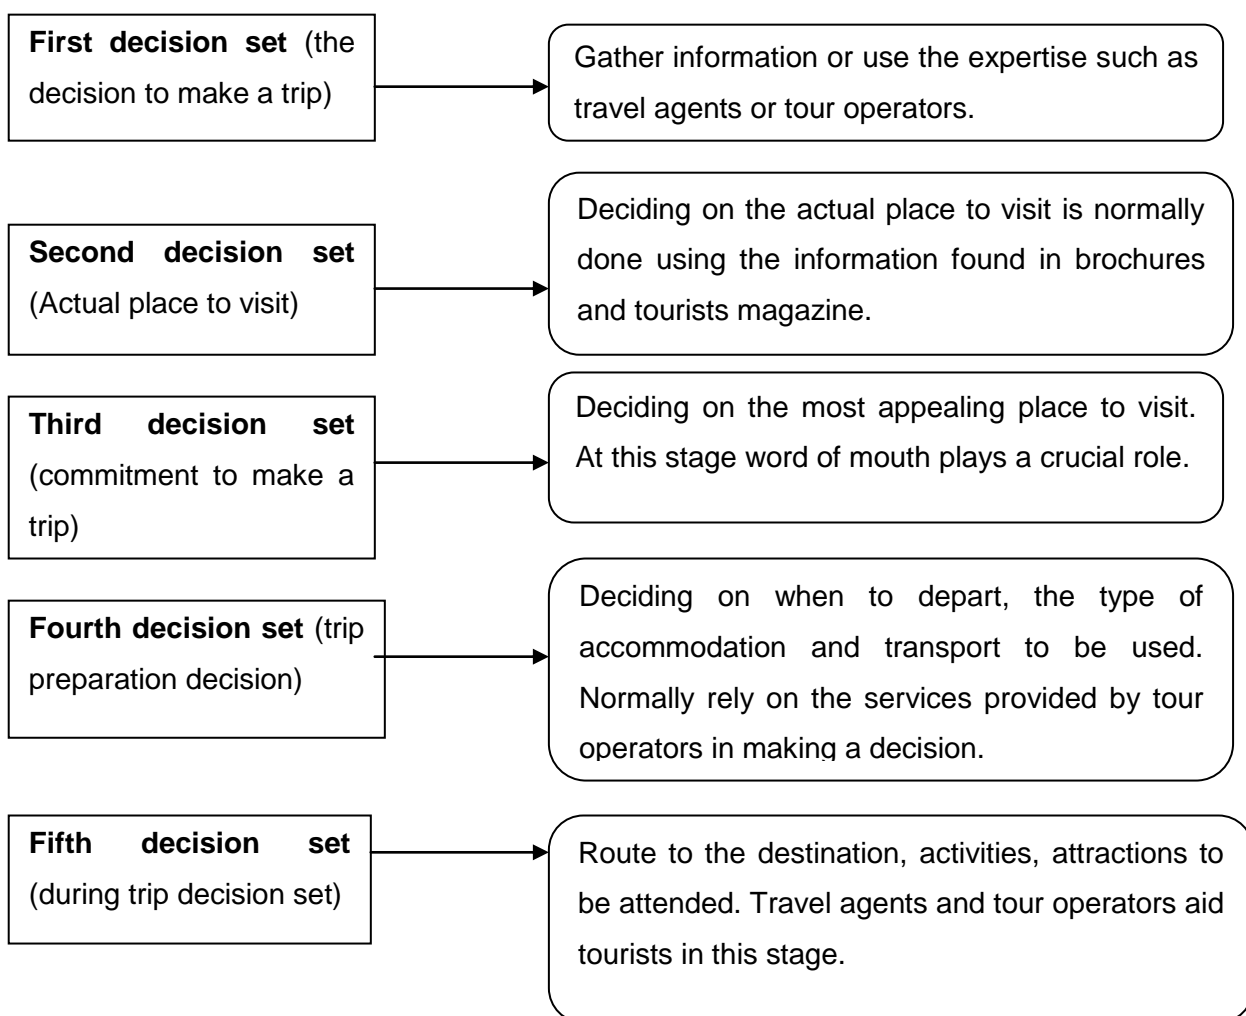 First decision set (the
decision to make a trip)
Gather information or use the expertise such as
travel agents or tour operators.
Second decision set
(Actual place to visit)
Deciding on the actual place to visit is normally
done using the information found in brochures
and tourists magazine.
Third decision set
(commitment to make a
trip)
Deciding on the most appealing place to visit.
At this stage word of mouth plays a crucial role.
Fourth decision set (trip
preparation decision)
Deciding on when to depart, the type of
accommodation and transport to be used.
Normally rely on the services provided by tour
operators in making a decision.
Fifth decision set
(during trip decision set)
Route to the destination, activities, attractions to
be attended. Travel agents and tour operators aid
tourists in this stage.